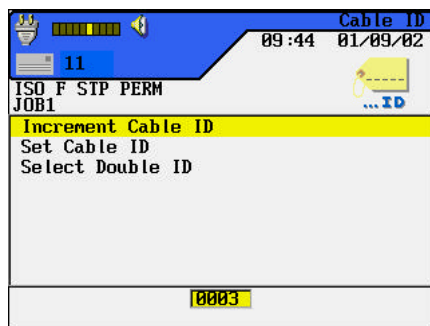 Cable ID
09:44 01/09/02
11
ISO F STP PERM
JOB1
...ID
Increment Cable ID
Set Cable ID
Select Double ID
0003